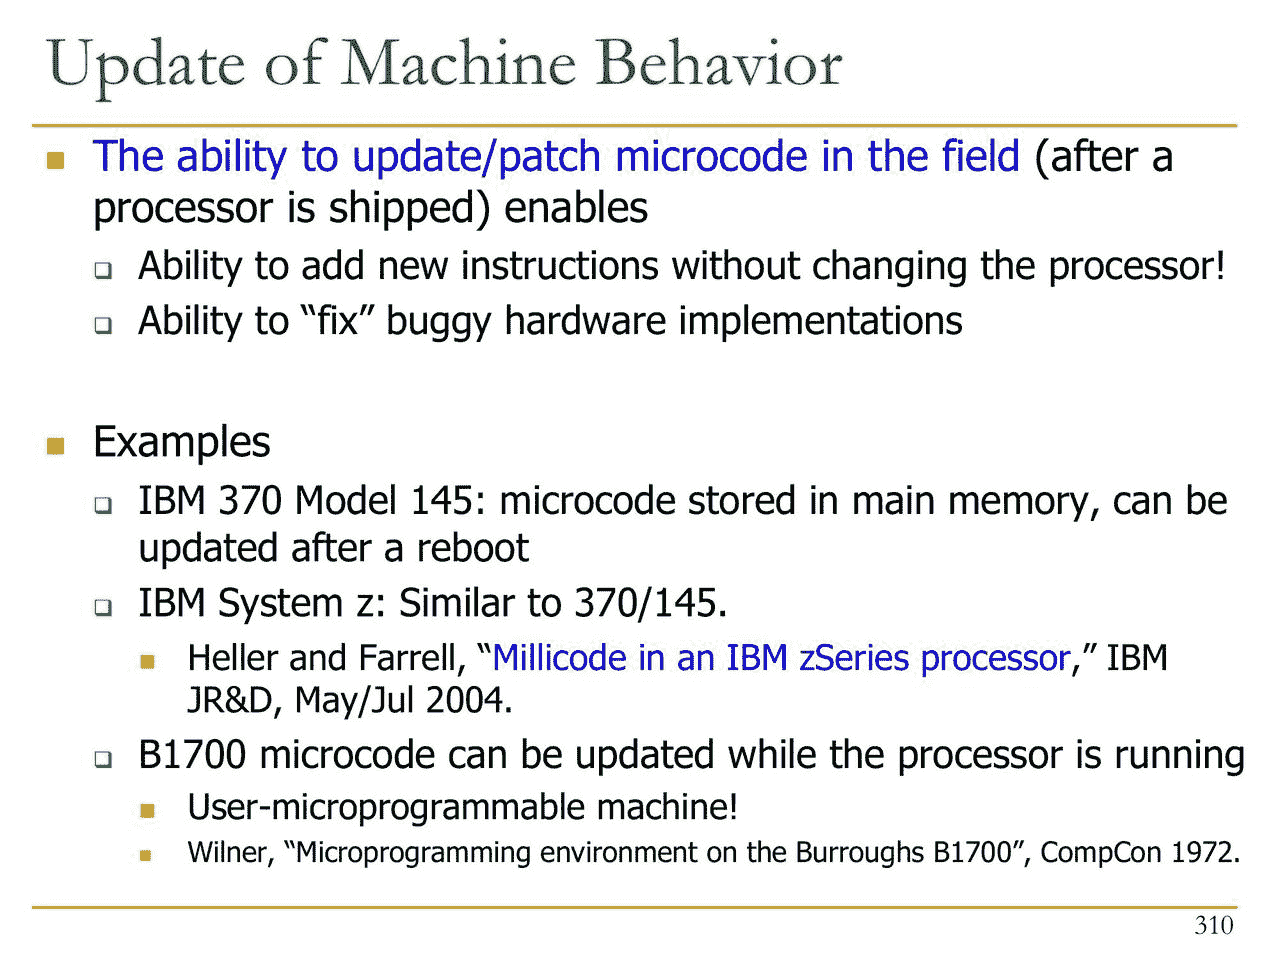 Update of Machine Behavior
The ability to update/patch microcode in the field (after a
processor is shipped) enables
Ability to add new instructions without changing the processor!
Ability to “fix” buggy hardware implementations
Examples
IBM 370 Model 145: microcode stored in main memory, can be
updated after a reboot
IBM System z: Similar to 370/145.
Heller and Farrell, “Millicode in an IBM zSeries processor,” IBM
JR&D, May/Jul 2004.
B1700 microcode can be updated while the processor is running
User-microprogrammable machine!
Wilner, “Microprogramming environment on the Burroughs B1700”, CompCon 1972.
310